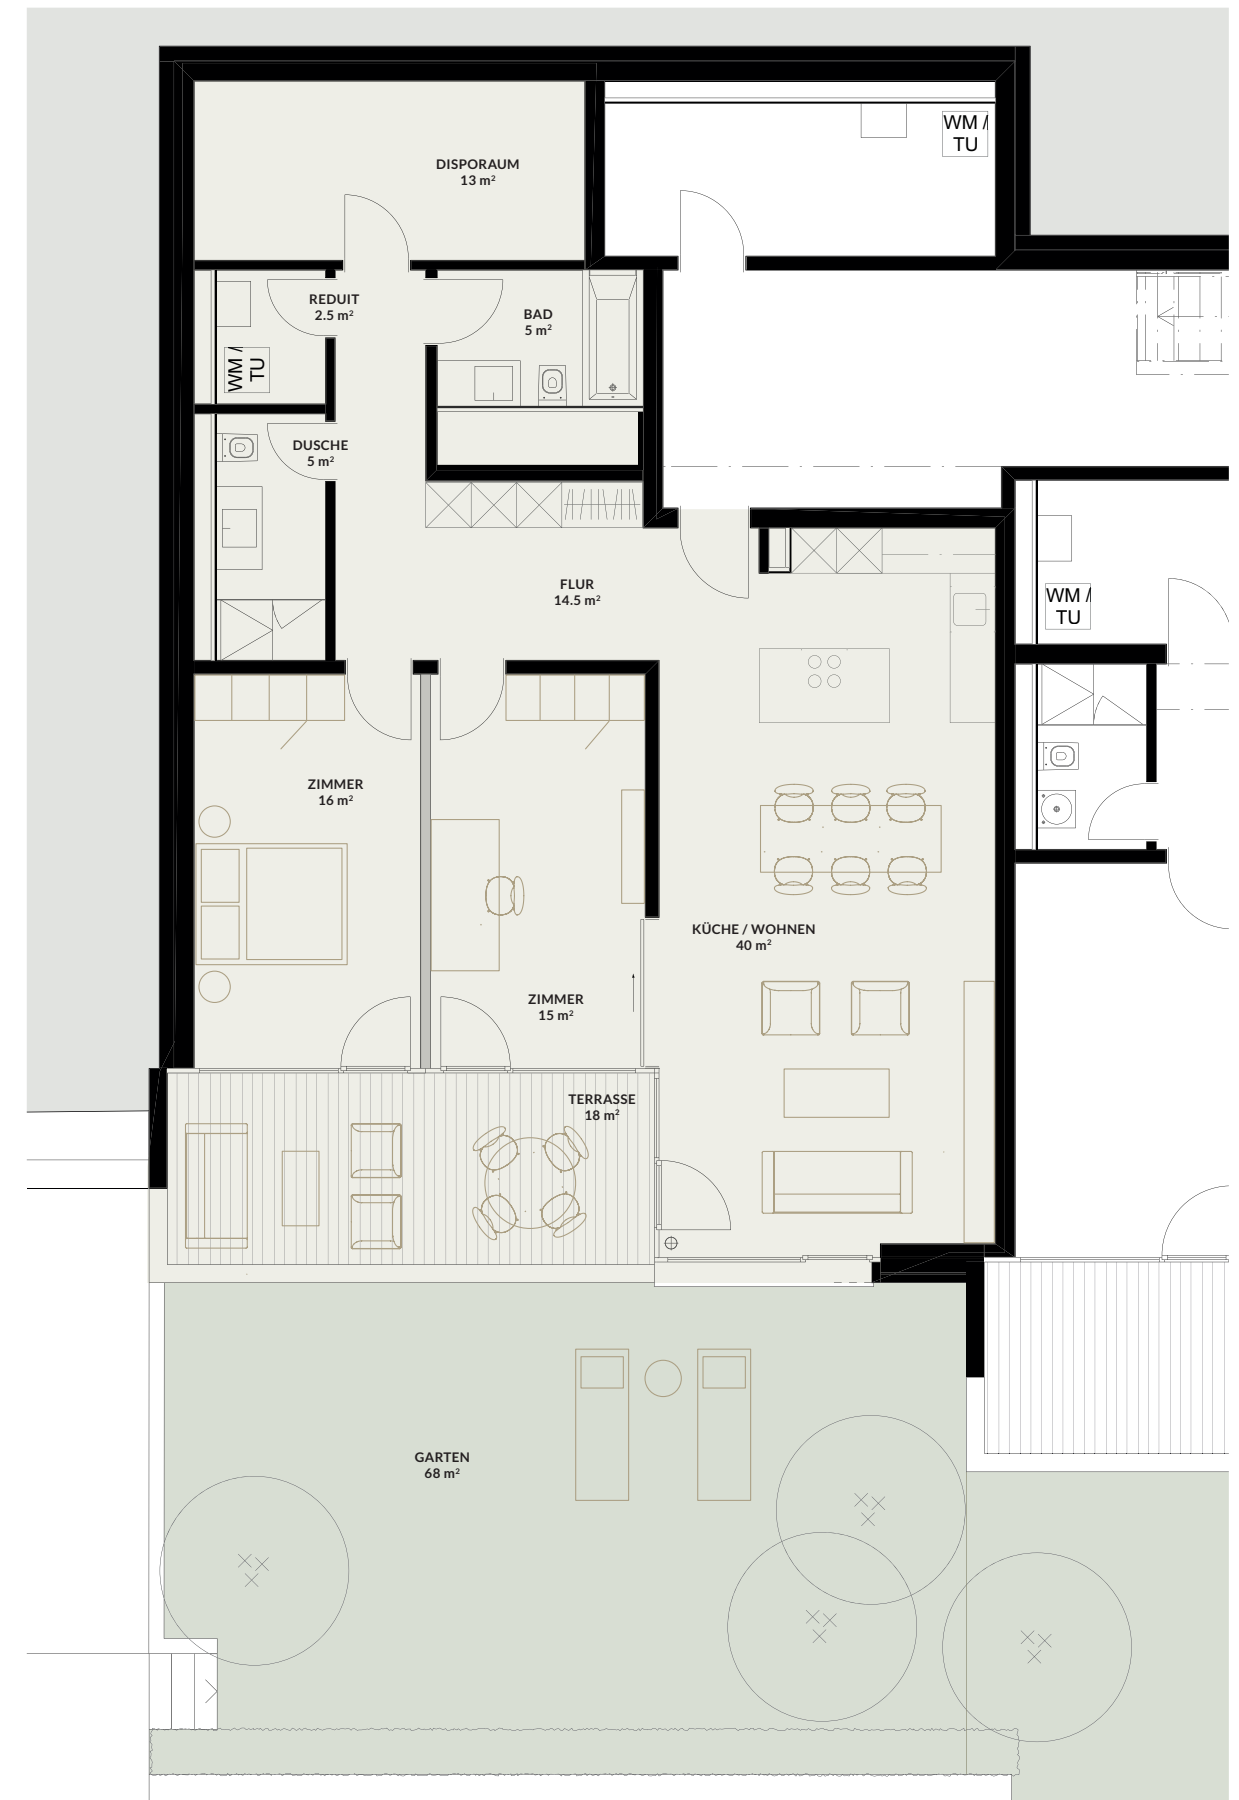 DISPORAUM
13 m²
WM /
TU
REDUIT
2.5 m²
BAD
5 m²
WM /
TU
DUSCHE
5 m²
FLUR
14.5 m²
WM /
TU
ZIMMER
16 m²
KÜCHE / WOHNEN
40 m²
ZIMMER
15 m²
TERRASSE
18 m²
GARTEN
68 m²